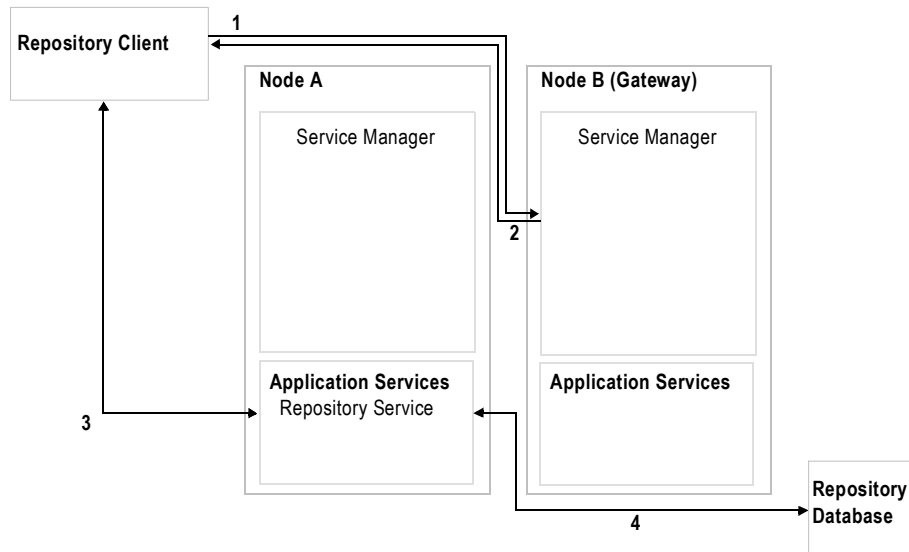 1
Repository Client
Node A
Node B (Gateway)
Service Manager
Service Manager
2
Application Services
Repository Service
Application Services
3
4
Repository
Database